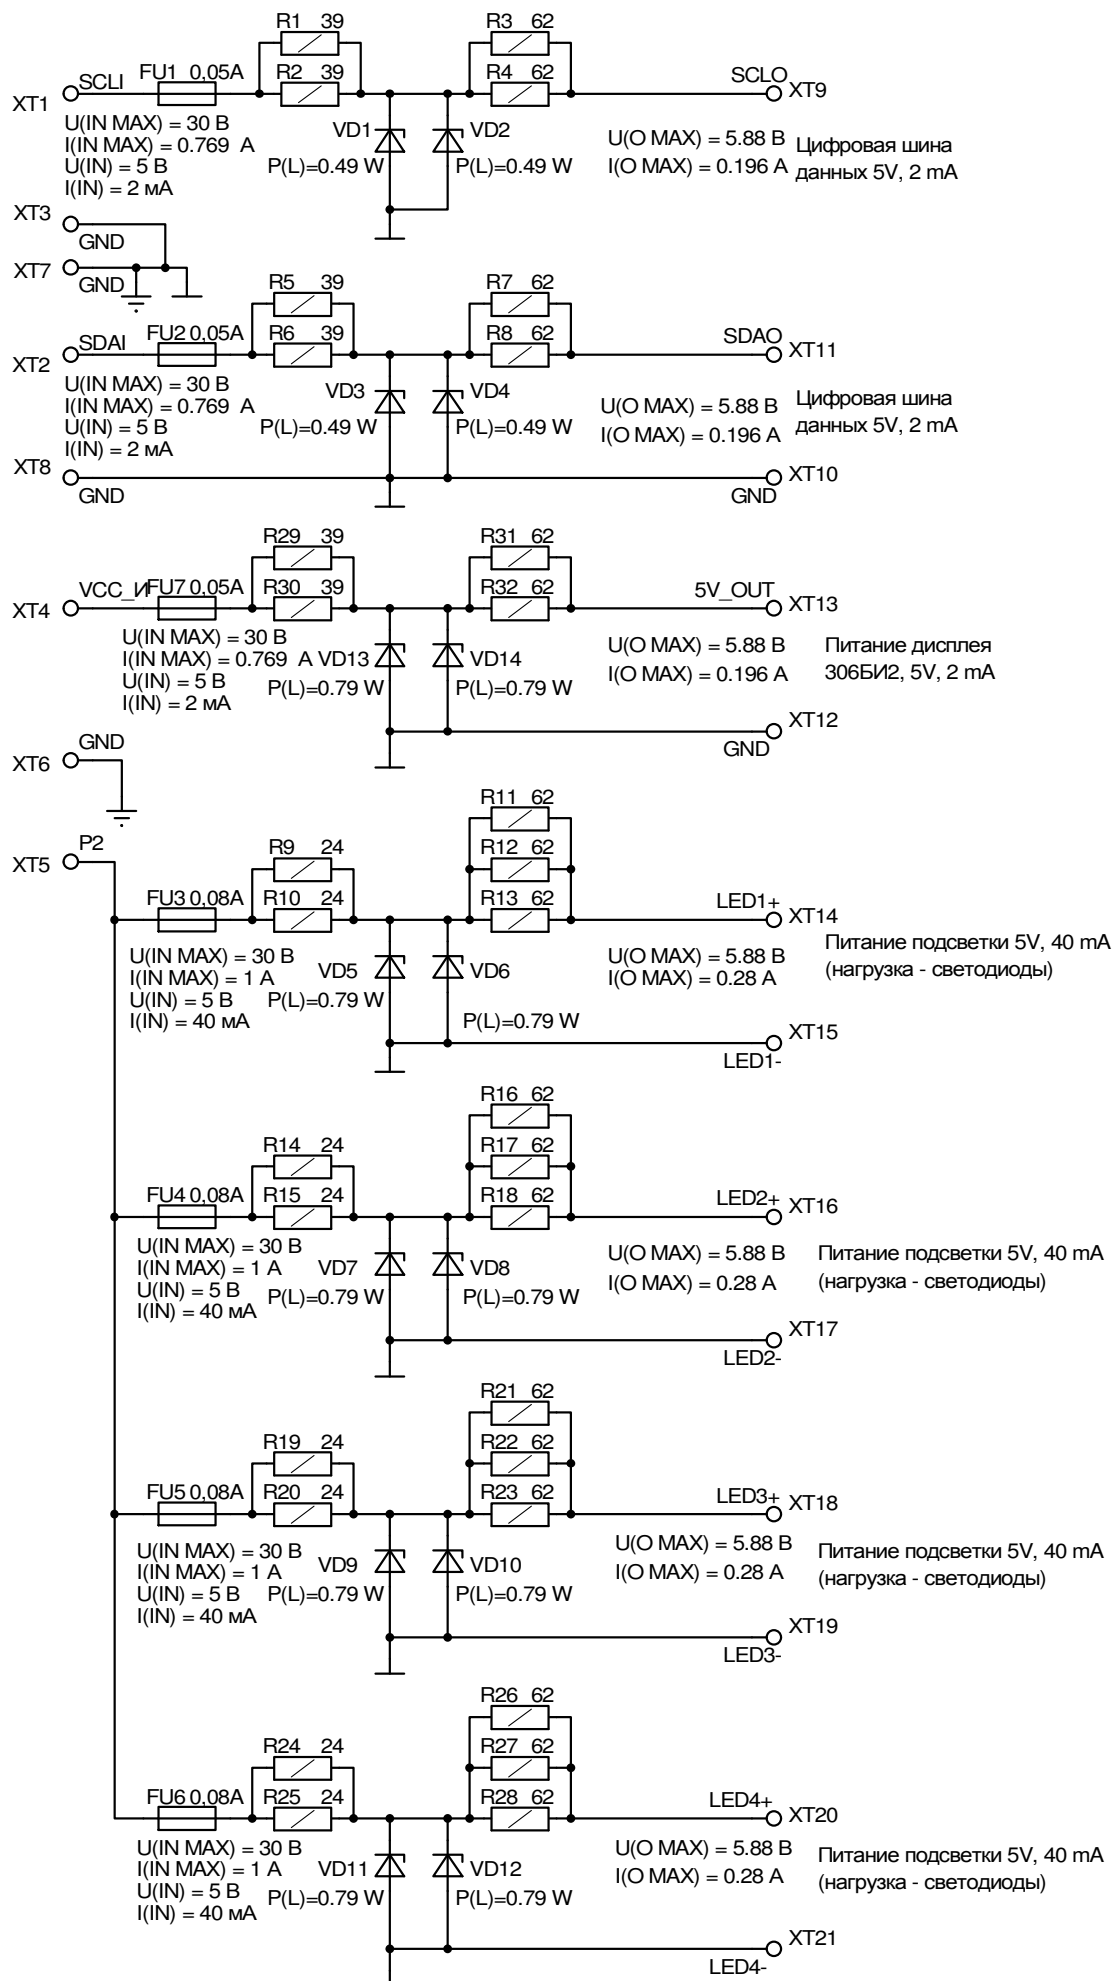 R1 39
R3 62
XT1
SCLI
FU1 0,05A
R2 39
R4 62
SCLO
XT9
U(IN MAX) = 30 В
I(IN MAX) = 0.769 А
U(IN) = 5 В
I(IN) = 2 мА
VD1
P(L)=0.49 W
VD2
P(L)=0.49 W
U(O MAX) = 5.88 В
I(O MAX) = 0.196 А
Цифровая шина
данных 5V, 2 mA
XT3
GND
XT7
GND
R5 39
R7 62
XT2
SDAI
FU2 0,05A
R6 39
R8 62
SDAO
XT11
U(IN MAX) = 30 В
I(IN MAX) = 0.769 А
U(IN) = 5 В
I(IN) = 2 мА
VD3
P(L)=0.49 W
VD4
P(L)=0.49 W
U(O MAX) = 5.88 В
I(O MAX) = 0.196 А
Цифровая шина
данных 5V, 2 mA
XT8
GND
XT10
GND
R29 39
R31 62
XT4
VCC_И
FU7 0,05A
R30 39
R32 62
5V_OUT
XT13
U(IN MAX) = 30 В
I(IN MAX) = 0.769 А
U(IN) = 5 В
I(IN) = 2 мА
VD13
P(L)=0.79 W
VD14
P(L)=0.79 W
U(O MAX) = 5.88 В
I(O MAX) = 0.196 А
Питание дисплея
306БИ2, 5V, 2 mA
XT12
GND
XT6
GND
XT5
P2
R11 62
R9 24
R12 62
FU3 0,08A
R10 24
R13 62
LED1+
XT14
U(IN MAX) = 30 В
I(IN MAX) = 1 А
U(IN) = 5 В
I(IN) = 40 мА
VD5
P(L)=0.79 W
VD6
P(L)=0.79 W
U(O MAX) = 5.88 В
I(O MAX) = 0.28 А
Питание подсветки 5V, 40 mA
(нагрузка - светодиоды)
XT15
LED1-
R16 62
R14 24
R17 62
FU4 0,08A
R15 24
R18 62
LED2+
XT16
U(IN MAX) = 30 В
I(IN MAX) = 1 А
U(IN) = 5 В
I(IN) = 40 мА
VD7
P(L)=0.79 W
VD8
P(L)=0.79 W
U(O MAX) = 5.88 В
I(O MAX) = 0.28 А
Питание подсветки 5V, 40 mA
(нагрузка - светодиоды)
XT17
LED2-
R21 62
R19 24
R22 62
FU5 0,08A
R20 24
R23 62
LED3+
XT18
U(IN MAX) = 30 В
I(IN MAX) = 1 А
U(IN) = 5 В
I(IN) = 40 мА
VD9
P(L)=0.79 W
VD10
P(L)=0.79 W
U(O MAX) = 5.88 В
I(O MAX) = 0.28 А
Питание подсветки 5V, 40 mA
(нагрузка - светодиоды)
XT19
LED3-
R26 62
R24 24
R27 62
FU6 0,08A
R25 24
R28 62
LED4+
XT20
U(IN MAX) = 30 В
I(IN MAX) = 1 А
U(IN) = 5 В
I(IN) = 40 мА
VD11
P(L)=0.79 W
VD12
P(L)=0.79 W
U(O MAX) = 5.88 В
I(O MAX) = 0.28 А
Питание подсветки 5V, 40 mA
(нагрузка - светодиоды)
XT21
LED4-